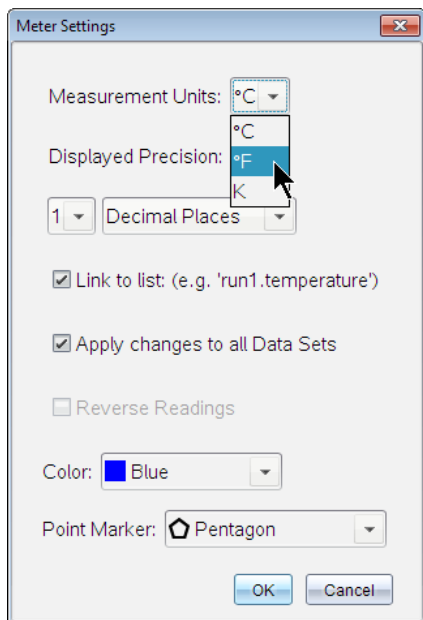 Meter Settings
Measurement Units: °C
°C
Displayed Precision: °F
K
1 Decimal Places
Link to list: (e.g. 'run1.temperature')
Apply changes to all Data Sets
Reverse Readings
Color: Blue
Point Marker: Pentagon
OK Cancel